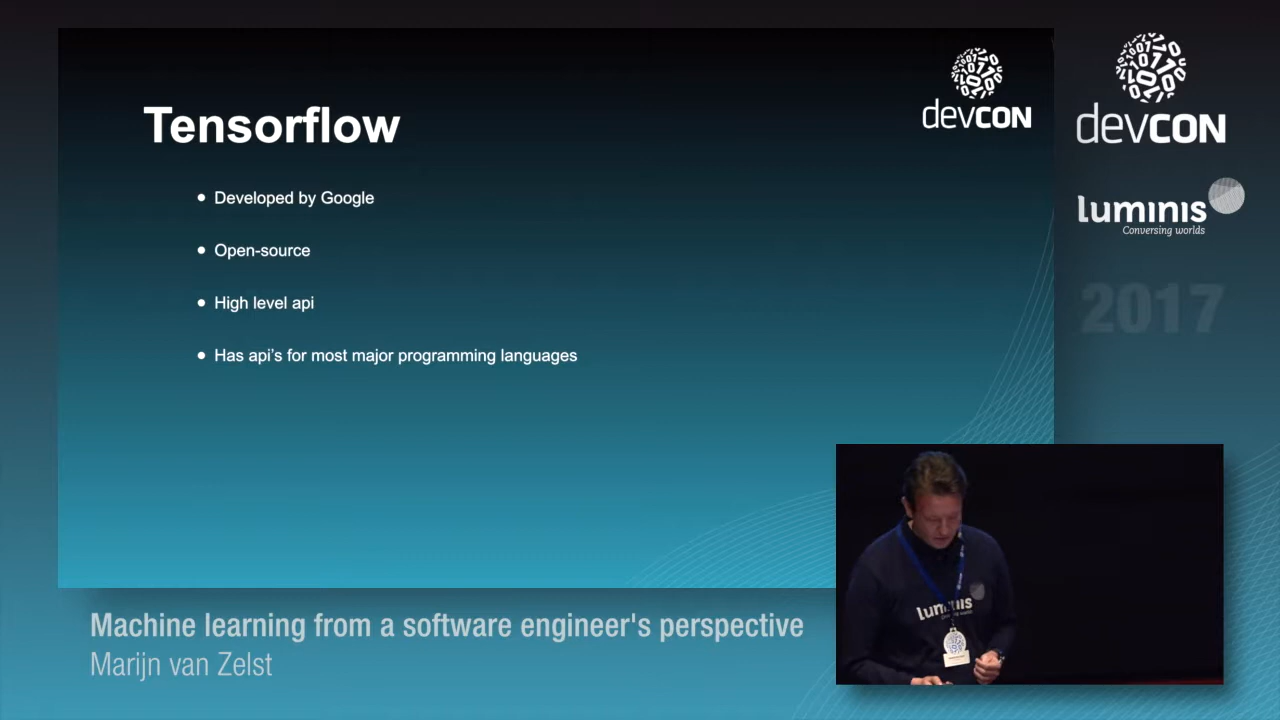 Tensorflow
devcon
Developed by Google
Open-source
High level api
Has api's for most major programming languages
devcon
luminis
Conversing worlds
2017
luminis
Machine learning from a software engineer's perspective
Marijn van Zelst